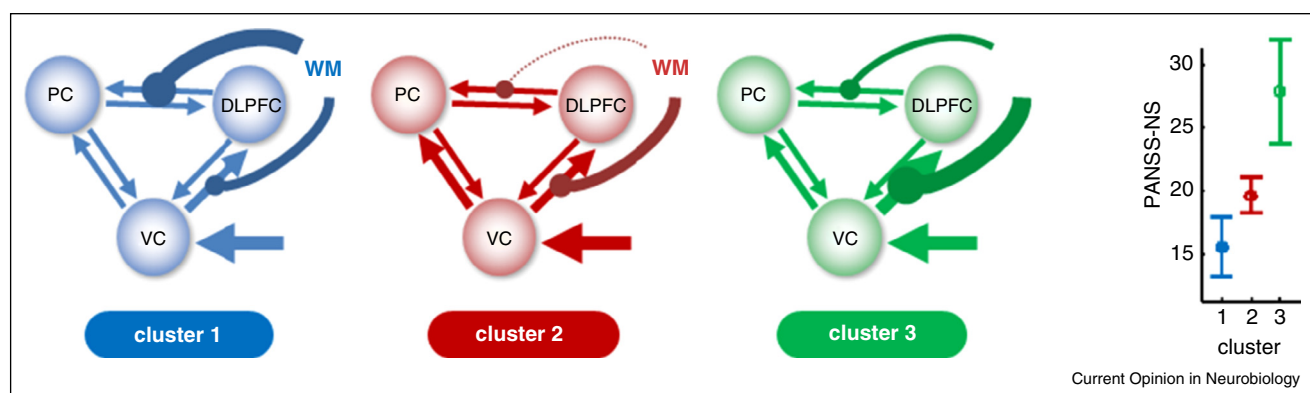 PC
DLPFC
VC
WM
cluster 1
PC
DLPFC
VC
WM
cluster 2
PC
DLPFC
VC
cluster 3
PANSS-NS
30
25
20
15
1 2 3
cluster
Current Opinion in Neurobiology